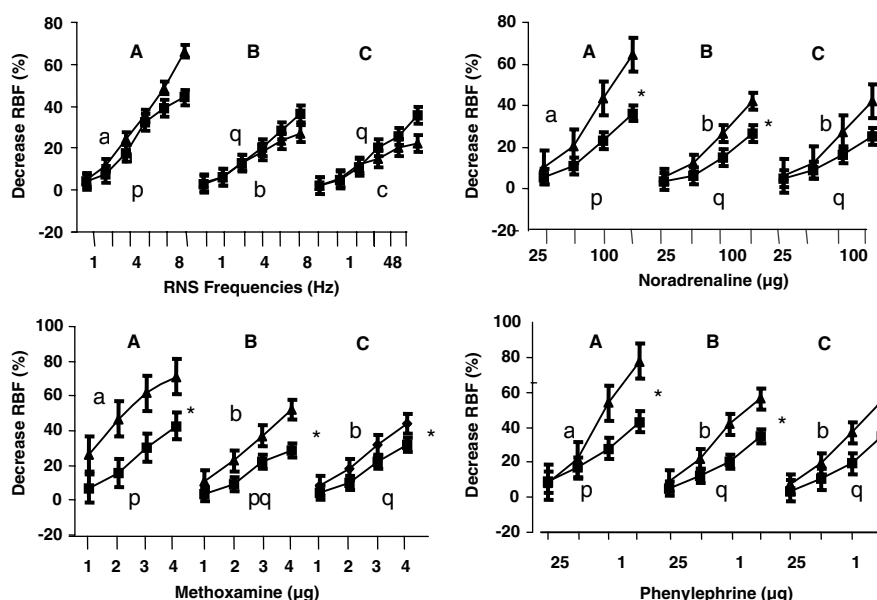 Decrease RBF (%)
80
60
40
20
0
-20
A
B
C
a
p
q
b
q
c
1 4 8 1 4 8 1 48
RNS Frequencies (Hz)
Decrease RBF (%)
80
60
40
20
0
-20
A
B
C
a
*
p
b
*
q
b
q
25 100 25 100 25 100
Noradrenaline (µg)
Decrease RBF (%)
100
80
60
40
20
0
-20
A
B
C
a
*
p
b
*
pq
b
*
q
1 2 3 4 1 2 3 4 1 2 3 4
Methoxamine (µg)
Decrease RBF (%)
80
60
40
20
0
-20
A
B
C
a
*
p
b
*
q
b
q
25 1 25 1 25 1
Phenylephrine (µg)